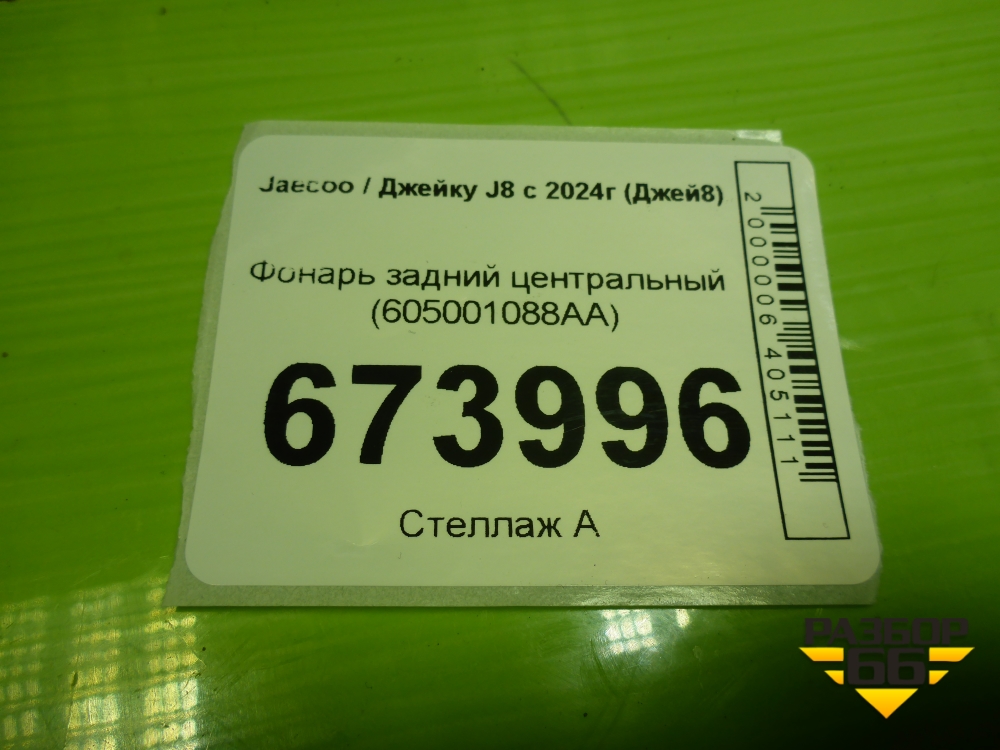 Jaecoo / Джейку J8 с 2024г (Джей8)
Фонарь задний центральный
(605001088AA)
673996
Стеллаж А
2000006405111
РАЗБОР
66